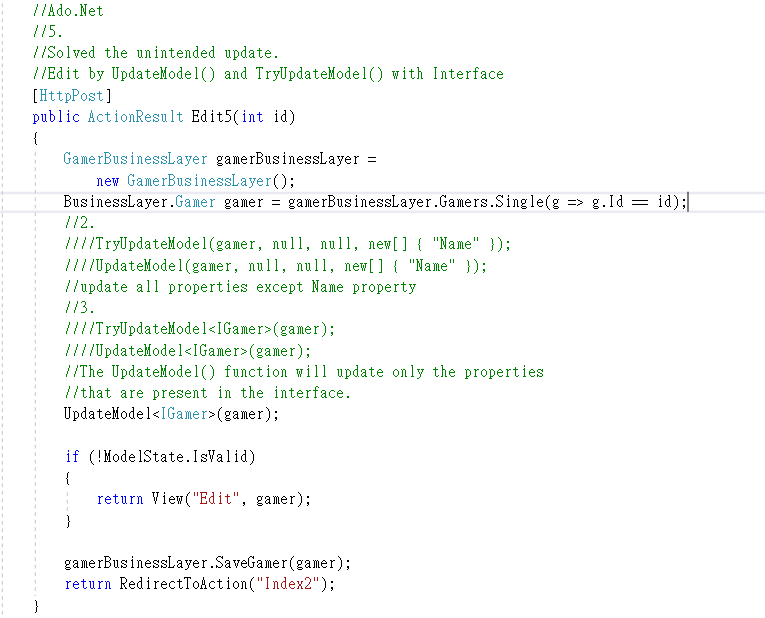 //Ado.Net
//5.
//Solved the unintended update.
//Edit by UpdateModel() and TryUpdateModel() with Interface
[HttpPost]
public ActionResult Edit5(int id)
{
GamerBusinessLayer gamerBusinessLayer =
new GamerBusinessLayer();
BusinessLayer.Gamer gamer = gamerBusinessLayer.Gamers.Single(g => g.Id == id);
//2.
////TryUpdateModel(gamer, null, null, new[] { "Name" });
////UpdateModel(gamer, null, null, new[] { "Name" });
//update all properties except Name property
//3.
////TryUpdateModel<IGamer>(gamer);
////UpdateModel<IGamer>(gamer);
//The UpdateModel() function will update only the properties
//that are present in the interface.
UpdateModel<IGamer>(gamer);
if (!ModelState.IsValid)
{
return View("Edit", gamer);
}
gamerBusinessLayer.SaveGamer(gamer);
return RedirectToAction("Index2");
}